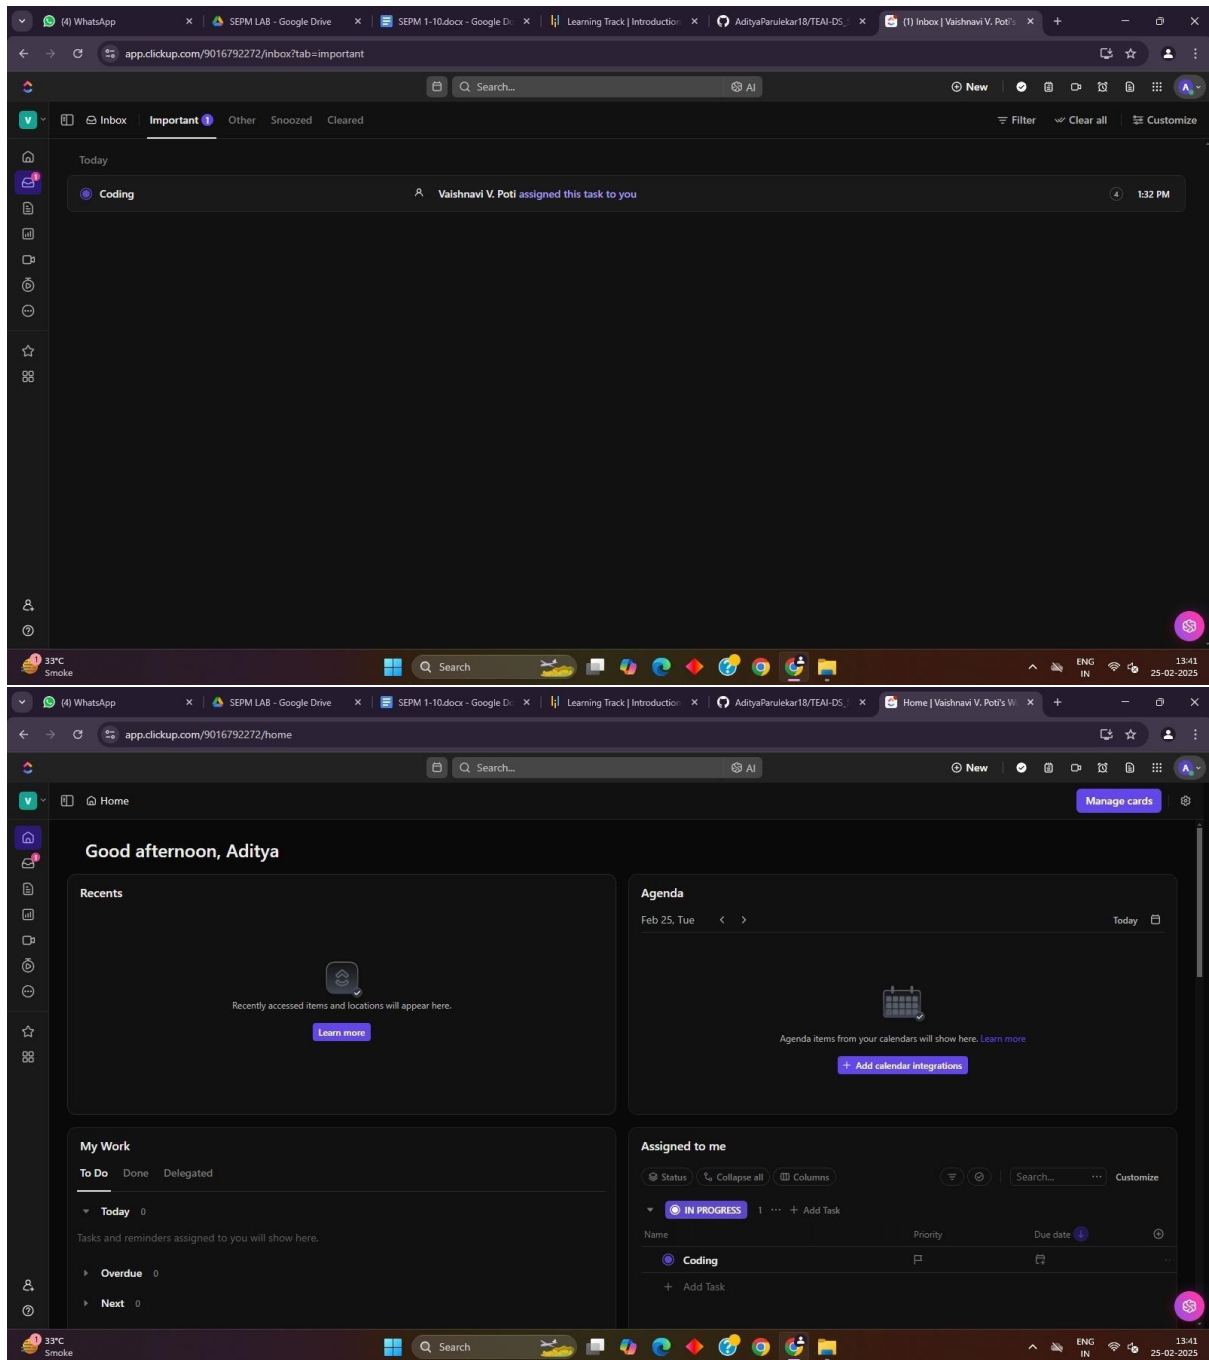 (4) WhatsApp
SEPM LAB - Google Drive
SEPM 1-10.docx - Google Do
Learning Track | Introduction
AdityaParulekar18/TEAI-DS_
(1) Inbox | Vaishnavi V. Poti's
app.clickup.com/9016792272/inbox?tab=important
Search...
AI
New
A
V
Inbox
Important 1
Other
Snoozed
Cleared
Filter
Clear all
Customize
Today
1
Coding
Vaishnavi V. Poti assigned this task to you
4
1:32 PM
1
33°C
Smoke
Search
ENG
IN
13:41
25-02-2025
(4) WhatsApp
SEPM LAB - Google Drive
SEPM 1-10.docx - Google Do
Learning Track | Introduction
AdityaParulekar18/TEAI-DS_
Home | Vaishnavi V. Poti's W
app.clickup.com/9016792272/home
Search...
AI
New
A
V
Home
Manage cards
Good afternoon, Aditya
1
Recents
Recently accessed items and locations will appear here.
Learn more
Agenda
Feb 25, Tue
Today
Agenda items from your calendars will show here. Learn more
+ Add calendar integrations
My Work
To Do
Done
Delegated
Today 0
Tasks and reminders assigned to you will show here.
Overdue 0
Next 0
Assigned to me
Status
Collapse all
Columns
Search...
Customize
IN PROGRESS
1
+ Add Task
Name
Priority
Due date
Coding
+ Add Task
1
33°C
Smoke
Search
ENG
IN
13:41
25-02-2025